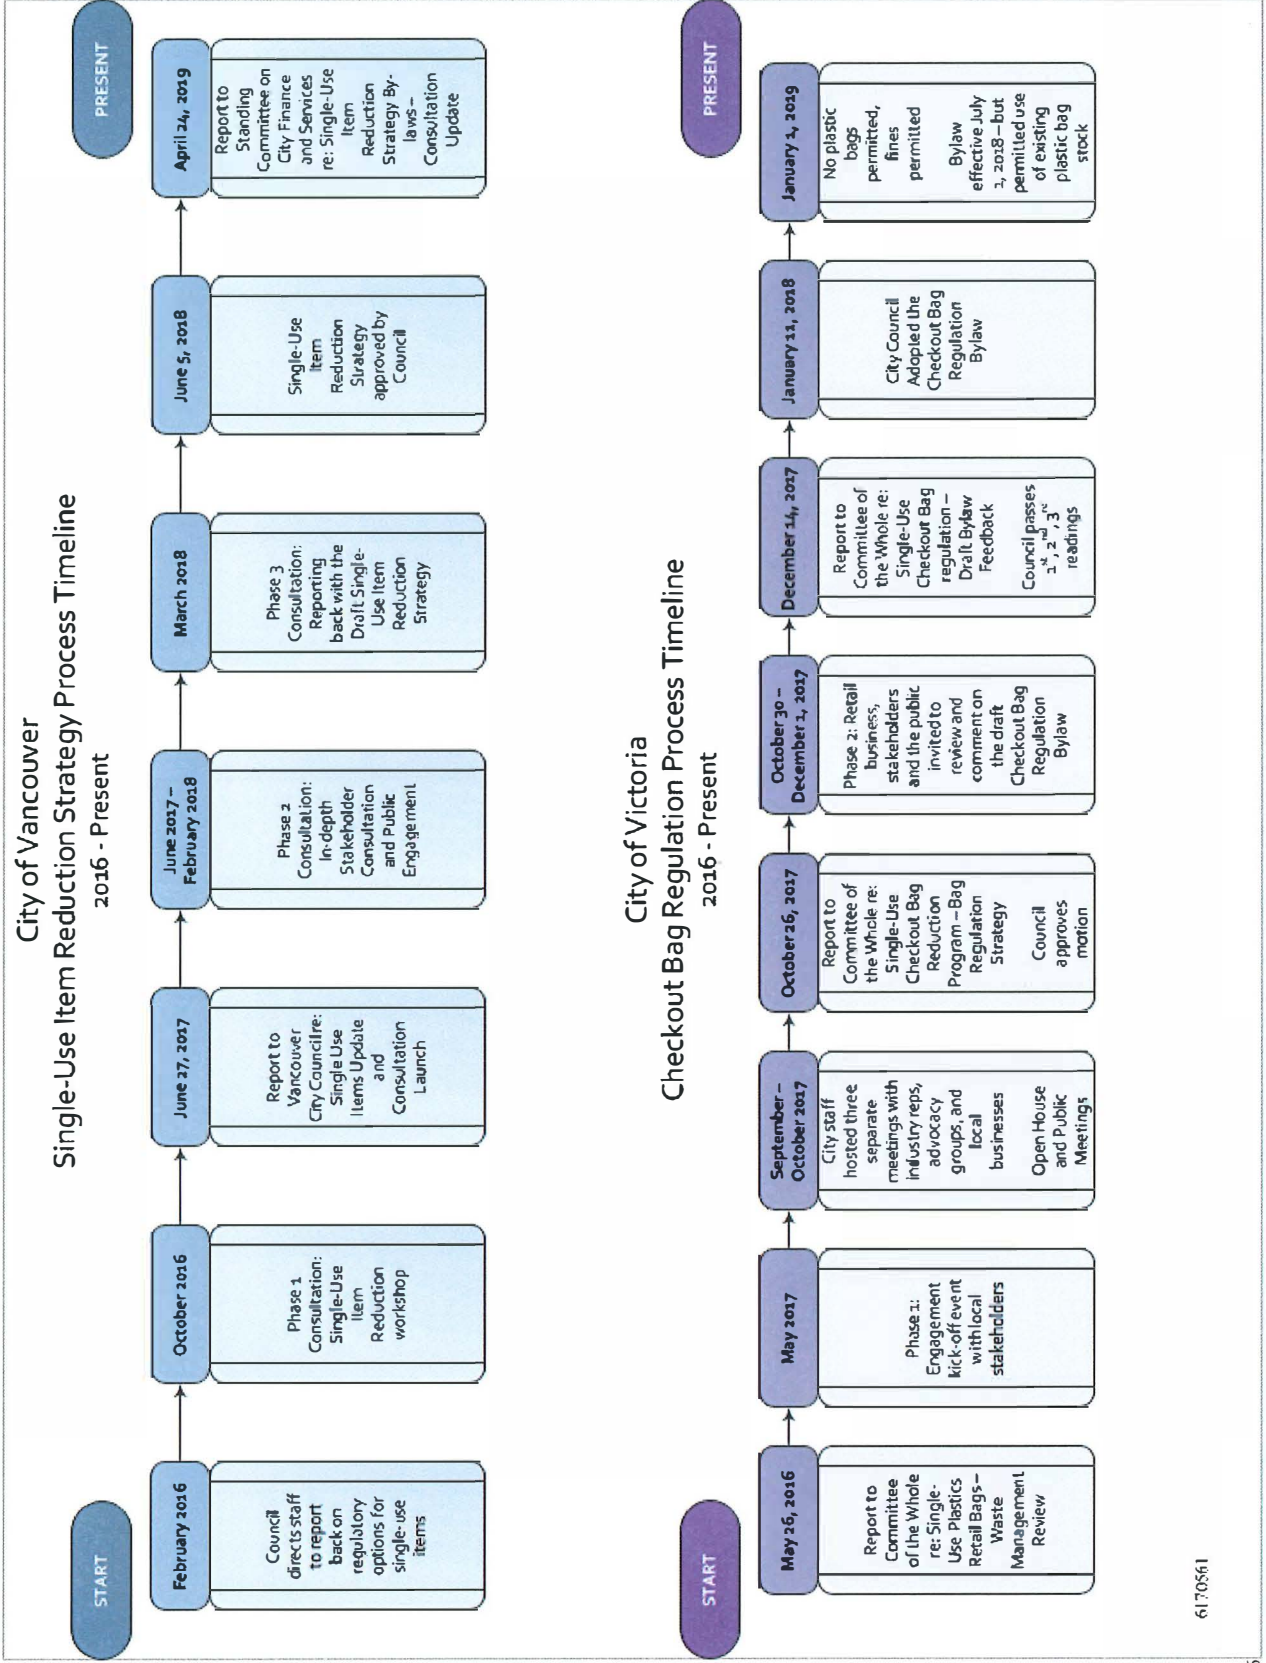 City of Vancouver
Single-Use Item Reduction Strategy Process Timeline
2016 - Present
START
PRESENT
February 2016
Council
directs staff
to report
back on
regulatory
options for
single-use
items
October 2016
Phase 1
Consultation:
Single-Use
Item
Reduction
workshop
June 27, 2017
Report to
Vancouver
City Council re:
Single Use
Items Update
and
Consultation
Launch
June 2017 –
February 2018
Phase 2
Consultation:
In-depth
Stakeholder
Consultation
and Public
Engagement
March 2018
Phase 3
Consultation:
Reporting
back with the
Draft Single-
Use Item
Reduction
Strategy
June 5, 2018
Single-Use
Item
Reduction
Strategy
approved by
Council
April 24, 2019
Report to
Standing
Committee on
City Finance
and Services
re: Single-Use
Item
Reduction
Strategy By-
laws –
Consultation
Update
City of Victoria
Checkout Bag Regulation Process Timeline
2016 - Present
START
PRESENT
May 26, 2016
Report to
Committee
of the Whole
re: Single-
Use Plastics
Retail Bags –
Waste
Management
Review
May 2017
Phase 1:
Engagement
kick-off event
with local
stakeholders
September –
October 2017
City staff
hosted three
separate
meetings with
industry reps,
advocacy
groups, and
local
businesses
Open House
and Public
Meetings
October 26, 2017
Report to
Committee of
the Whole re:
Single-Use
Checkout Bag
Reduction
Program – Bag
Regulation
Strategy
Council
approves
motion
October 30 –
December 1, 2017
Phase 2: Retail
business,
stakeholders
and the public
invited to
review and
comment on
the draft
Checkout Bag
Regulation
Bylaw
December 14, 2017
Report to
Committee of
the Whole re:
Single-Use
Checkout Bag
regulation –
Draft Bylaw
Feedback
Council passes
1st, 2nd, 3rd
readings
January 11, 2018
City Council
Adopted the
Checkout Bag
Regulation
Bylaw
January 1, 2019
No plastic
bags
permitted,
fines
permitted
Bylaw
effective July
1, 2018 – but
permitted use
of existing
plastic bag
stock
6170561